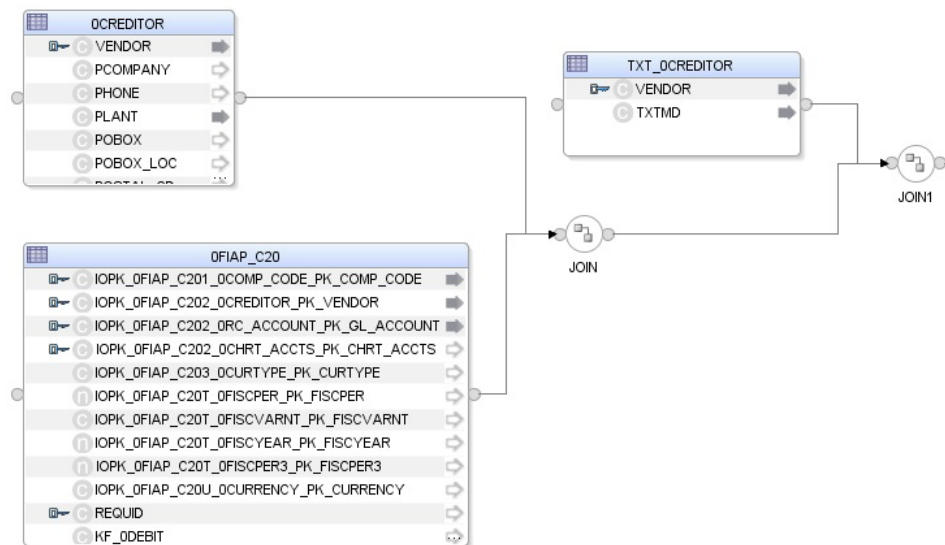 0CREDITOR
VENDOR
PCOMPANY
PHONE
PLANT
POBOX
POBOX_LOC
TXT_0CREDITOR
VENDOR
TXTMD
JOIN1
JOIN
0FIAP_C20
IOPK_0FIAP_C201_0COMP_CODE_PK_COMP_CODE
IOPK_0FIAP_C202_0CREDITOR_PK_VENDOR
IOPK_0FIAP_C202_0RC_ACCOUNT_PK_GL_ACCOUNT
IOPK_0FIAP_C202_0CHRT_ACCTS_PK_CHRT_ACCTS
IOPK_0FIAP_C203_0CURTYPE_PK_CURTYPE
IOPK_0FIAP_C20T_0FISCPER_PK_FISCPER
IOPK_0FIAP_C20T_0FISCVARNT_PK_FISCVARNT
IOPK_0FIAP_C20T_0FISCYEAR_PK_FISCYEAR
IOPK_0FIAP_C20T_0FISCPER3_PK_FISCPER3
IOPK_0FIAP_C20U_0CURRENCY_PK_CURRENCY
REQUID
KF_0DEBIT